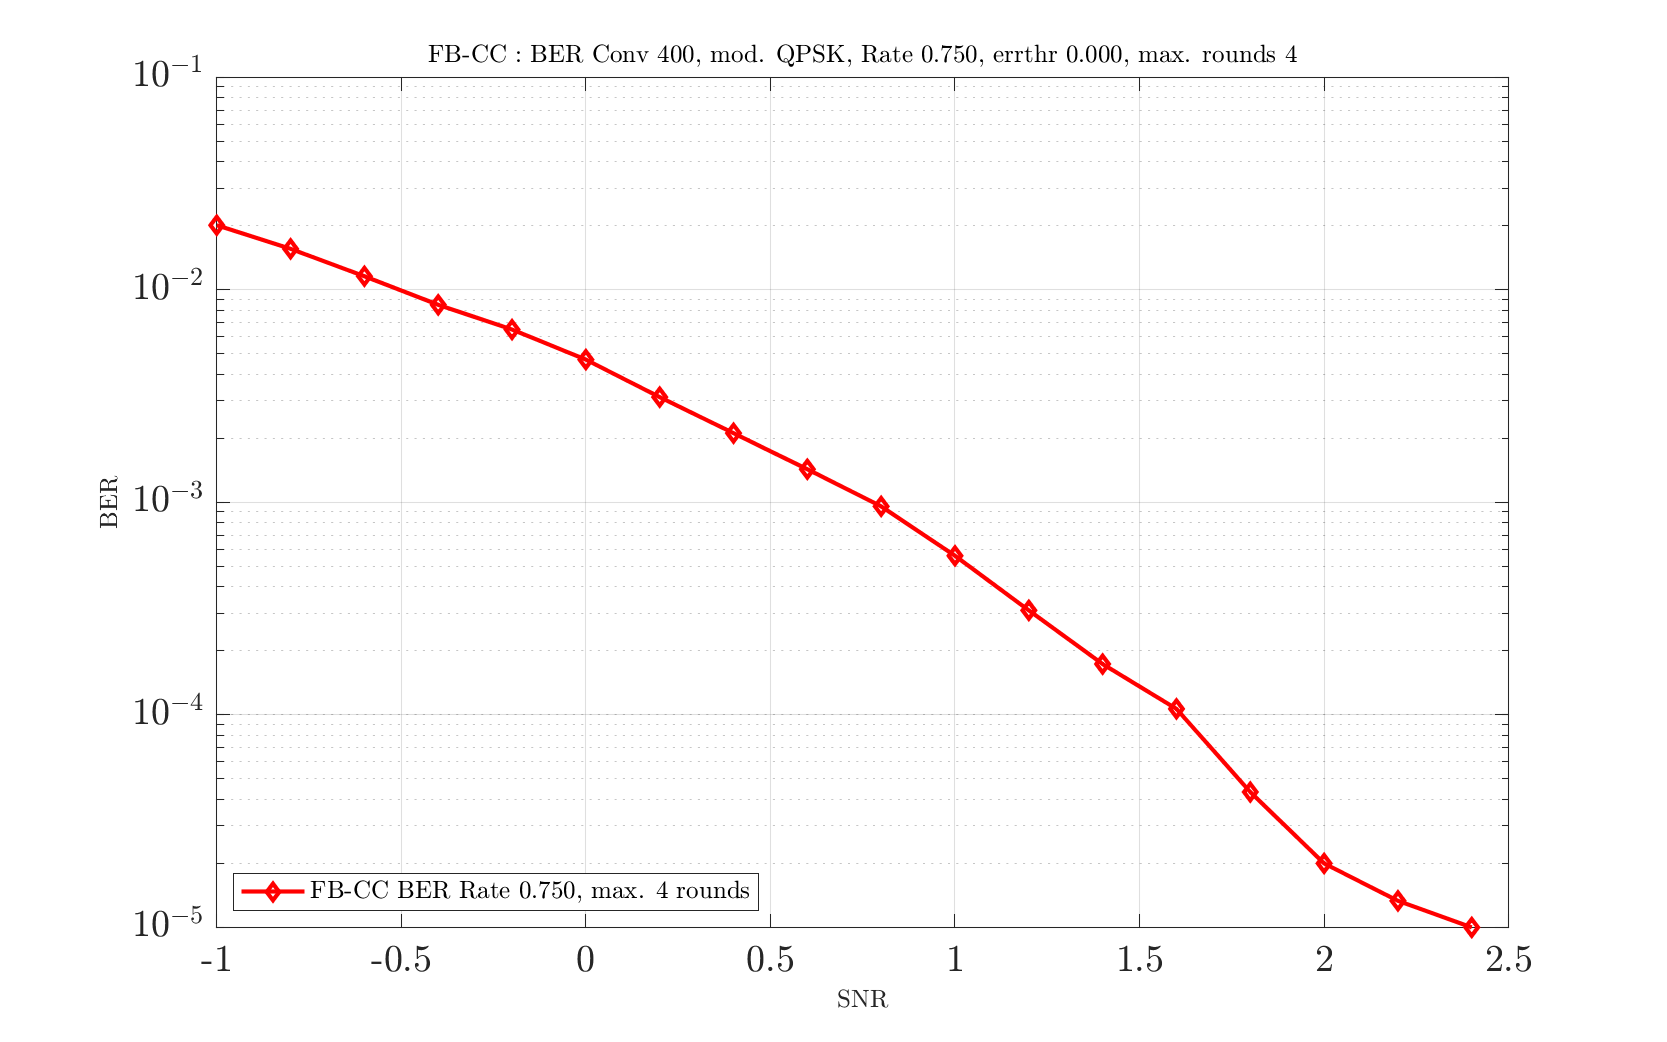 FB-CC : BER Conv 400, mod. QPSK, Rate 0.750, errthr 0.000, max. rounds 4
10^{-1}
10^{-2}
10^{-3}
10^{-4}
10^{-5}
BER
FB-CC BER Rate 0.750, max. 4 rounds
-1 -0.5 0 0.5 1 1.5 2 2.5
SNR